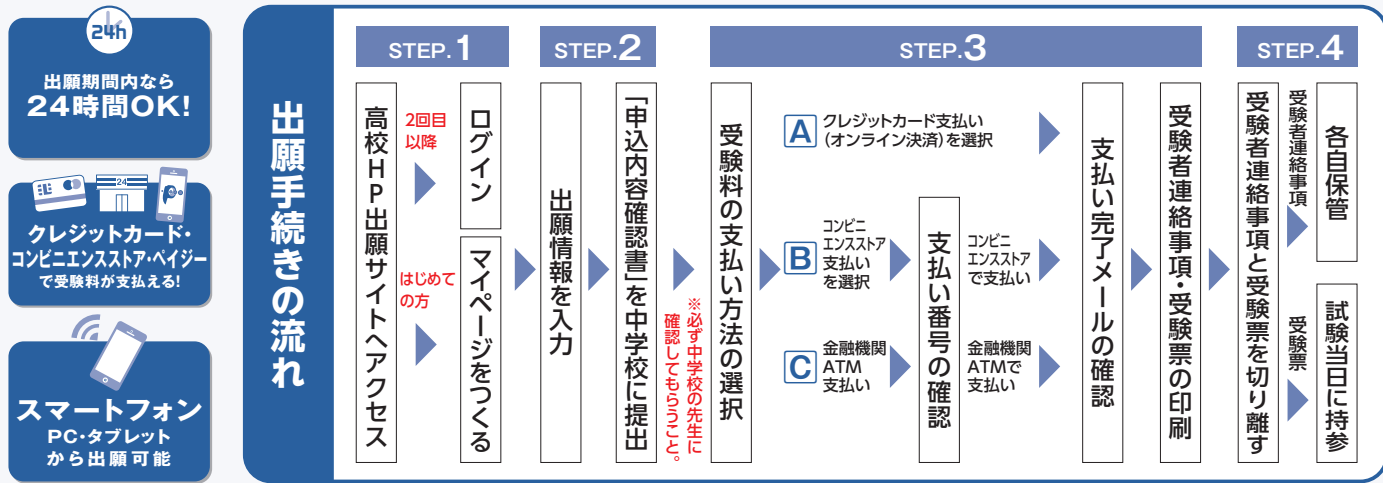 24h
出願期間内なら
24時間OK!
24
クレジットカード・
コンビニエンスストア・ペイジー
で受験料が支払える!
スマートフォン
PC・タブレット
から出願可能
出願手続きの流れ
STEP.1
高校HP出願サイトへアクセス
2回目
以降
ログイン
はじめて
の方
マイページをつくる
STEP.2
出願情報を入力
「申込内容確認書」を中学校に提出
※必ず中学校の先生に
確認してもらうこと。
STEP.3
受験料の支払い方法の選択
A
クレジットカード支払い
(オンライン決済)を選択
B
コンビニ
エンスストア
支払い
を選択
C
金融機関
ATM
支払い
支払い番号の確認
コンビニ
エンスストア
で支払い
金融機関
ATMで
支払い
支払い完了メールの確認
受験者連絡事項・受験票の印刷
STEP.4
受験者連絡事項と受験票を切り離す
受験者連絡事項
各自保管
受験票
試験当日に持参